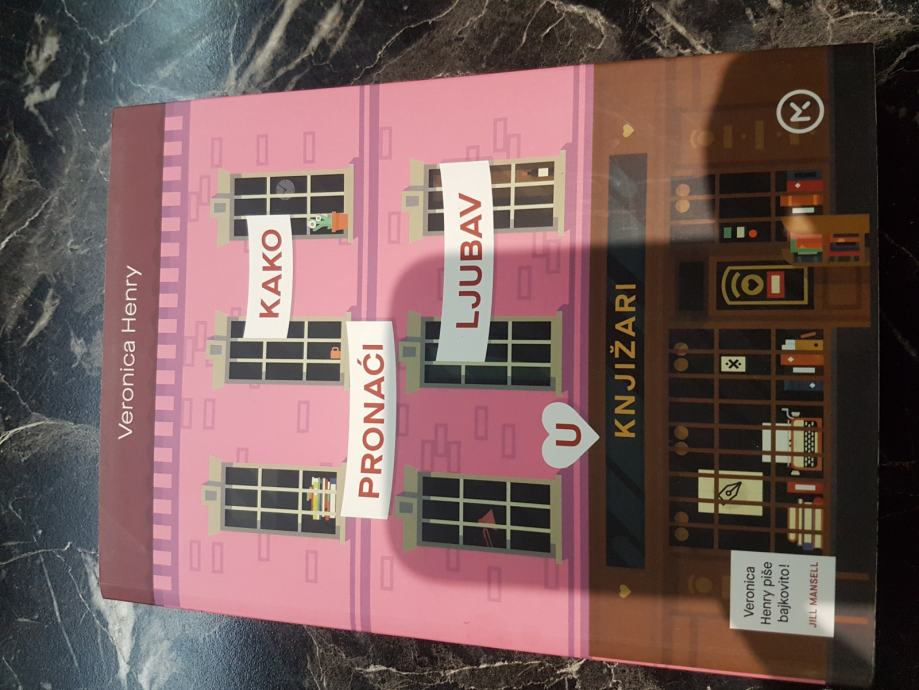 Veronica Henry
KAKO
PRONAĆI
LJUBAV
U
KNJIŽARI
Veronica
Henry piše
bajkovito!
JILL MANSELL